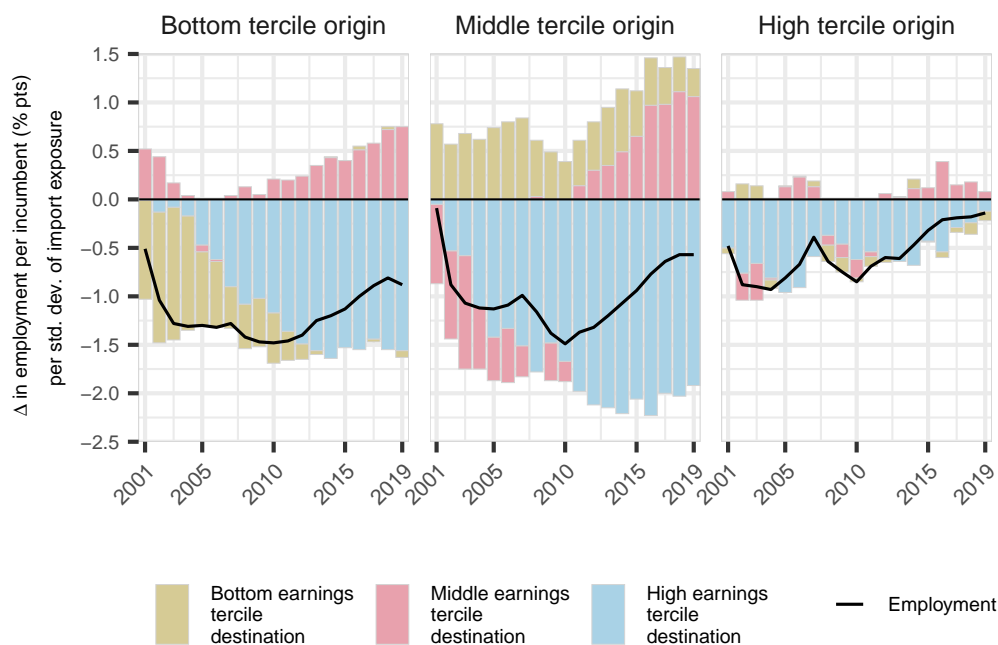 Bottom tercile origin
Middle tercile origin
High tercile origin
Δ in employment per incumbent (% pts)
per std. dev. of import exposure
1.5
1.0
0.5
0.0
−0.5
−1.0
−1.5
−2.0
−2.5
2001
2005
2010
2015
2019
2001
2005
2010
2015
2019
2001
2005
2010
2015
2019
Bottom earnings
tercile
destination
Middle earnings
tercile
destination
High earnings
tercile
destination
Employment